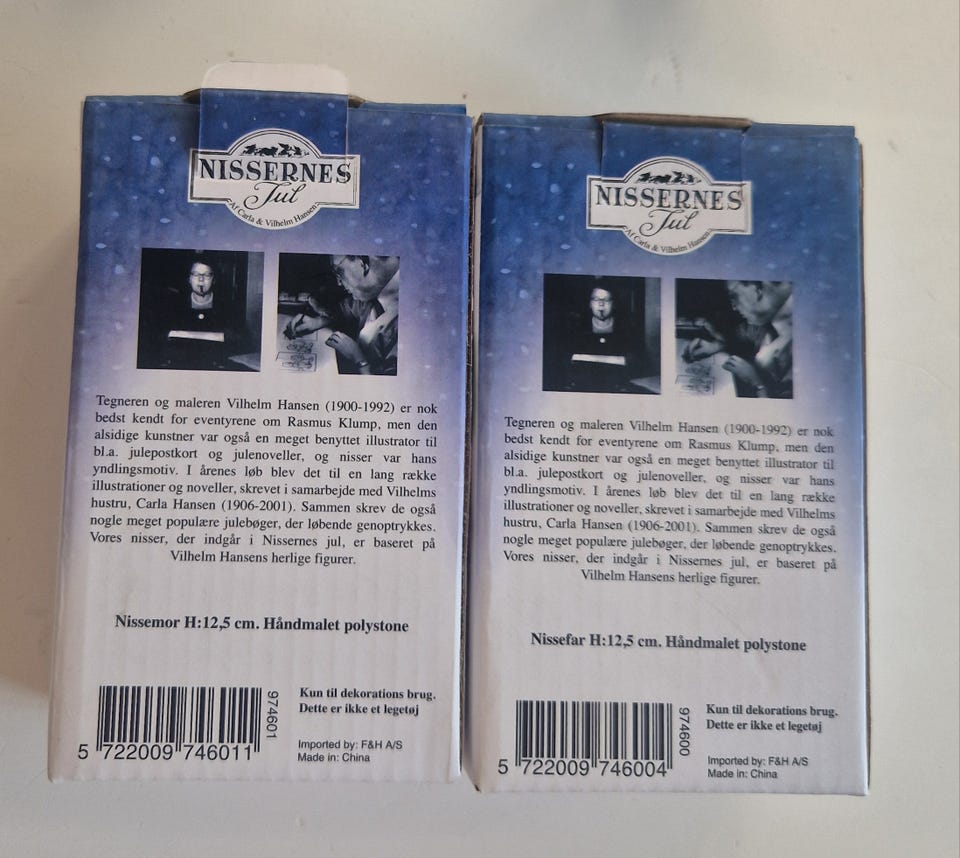 NISSERNES
Jul
Af Carla & Vilhelm Hansen
Tegneren og maleren Vilhelm Hansen (1900-1992) er nok
bedst kendt for eventyrene om Rasmus Klump, men den
alsidige kunstner var også en meget benyttet illustrator til
bl.a. julepostkort og julenoveller, og nisser var hans
yndlingsmotiv. I årenes løb blev det til en lang række
illustrationer og noveller, skrevet i samarbejde med Vilhelms
hustru, Carla Hansen (1906-2001). Sammen skrev de også
nogle meget populære julebøger, der løbende genoptrykkes.
Vores nisser, der indgår i Nissernes jul, er baseret på
Vilhelm Hansens herlige figurer.
Nissemor H:12,5 cm. Håndmalet polystone
974601
Kun til dekorations brug.
Dette er ikke et legetøj
5 722009 746011
Imported by: F&H A/S
Made in: China
NISSERNES
Jul
Af Carla & Vilhelm Hansen
Tegneren og maleren Vilhelm Hansen (1900-1992) er nok
bedst kendt for eventyrene om Rasmus Klump, men den
alsidige kunstner var også en meget benyttet illustrator til
bl.a. julepostkort og julenoveller, og nisser var hans
yndlingsmotiv. I årenes løb blev det til en lang række
illustrationer og noveller, skrevet i samarbejde med Vilhelms
hustru, Carla Hansen (1906-2001). Sammen skrev de også
nogle meget populære julebøger, der løbende genoptrykkes.
Vores nisser, der indgår i Nissernes jul, er baseret på
Vilhelm Hansens herlige figurer.
Nissefar H:12,5 cm. Håndmalet polystone
974600
Kun til dekorations brug.
Dette er ikke et legetøj
5 722009 746004
Imported by: F&H A/S
Made in: China